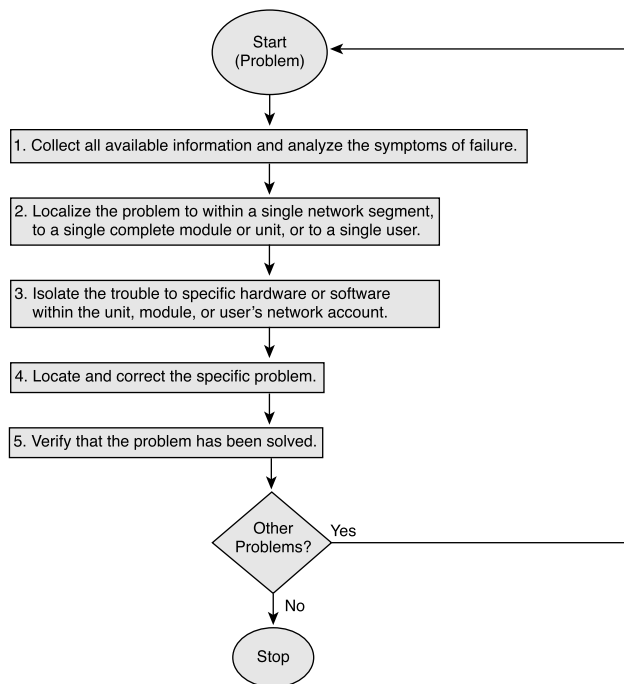 Start
(Problem)
1. Collect all available information and analyze the symptoms of failure.
2. Localize the problem to within a single network segment,
to a single complete module or unit, or to a single user.
3. Isolate the trouble to specific hardware or software
within the unit, module, or user’s network account.
4. Locate and correct the specific problem.
5. Verify that the problem has been solved.
Other
Problems?
Yes
No
Stop